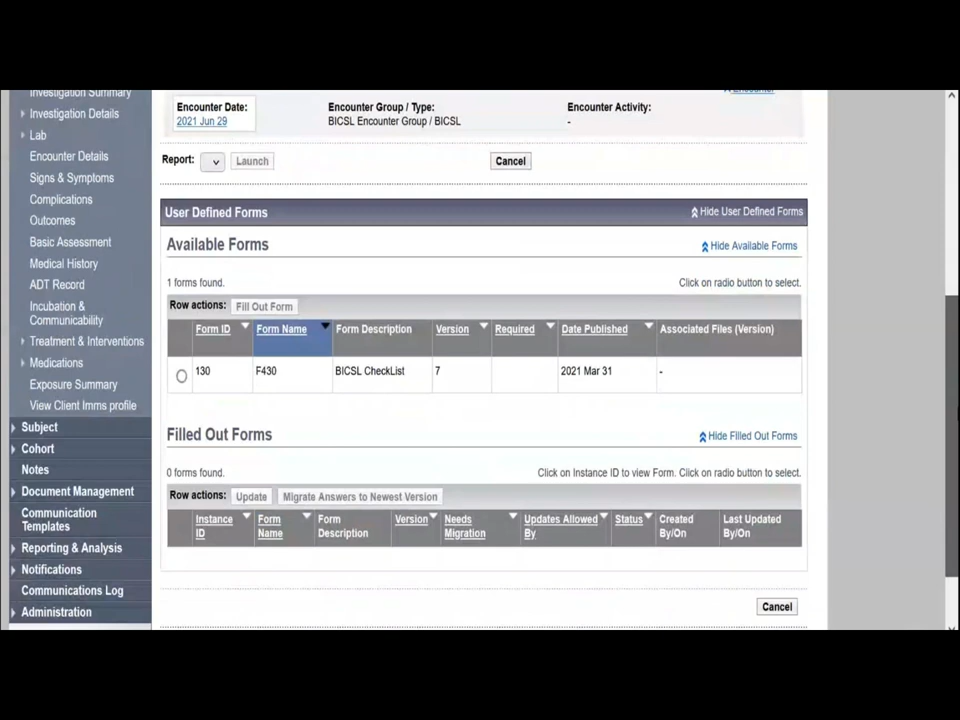 Investigation Summary
Investigation Details
Lab
Encounter Details
Signs & Symptoms
Complications
Outcomes
Basic Assessment
Medical History
ADT Record
Incubation &
Communicability
Treatment & Interventions
Medications
Exposure Summary
View Client Imms profile
Subject
Cohort
Notes
Document Management
Communication
Templates
Reporting & Analysis
Notifications
Communications Log
Administration
Encounter
Encounter Date:
2021 Jun 29
Encounter Group / Type:
BICSL Encounter Group / BICSL
Encounter Activity:
-
Report: Launch Cancel
User Defined Forms Hide User Defined Forms
Available Forms Hide Available Forms
1 forms found. Click on radio button to select.
Row actions: Fill Out Form
Form ID Form Name Form Description Version Required Date Published Associated Files (Version)
130 F430 BICSL CheckList 7 2021 Mar 31 -
Filled Out Forms Hide Filled Out Forms
0 forms found. Click on Instance ID to view Form. Click on radio button to select.
Row actions: Update Migrate Answers to Newest Version
Instance ID Form Name Form Description Version Needs Migration Updates Allowed By Status Created By/On Last Updated By/On
Cancel